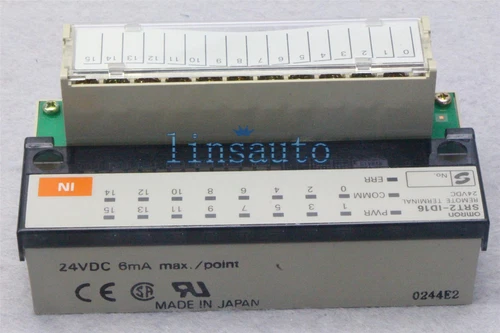 15 14 13 12 11 10 9 8 7 6 5 4 3 2 1 0
linsauto
S
No.
omron
SRT2-ID16
REMOTE TERMINAL
24VDC
PWR
COMM
ERR
0 2 4 6 8 10 12 14
1 3 5 7 9 11 13 15
IN
24VDC 6mA max./point
CE SA UR
MADE IN JAPAN
0244E2